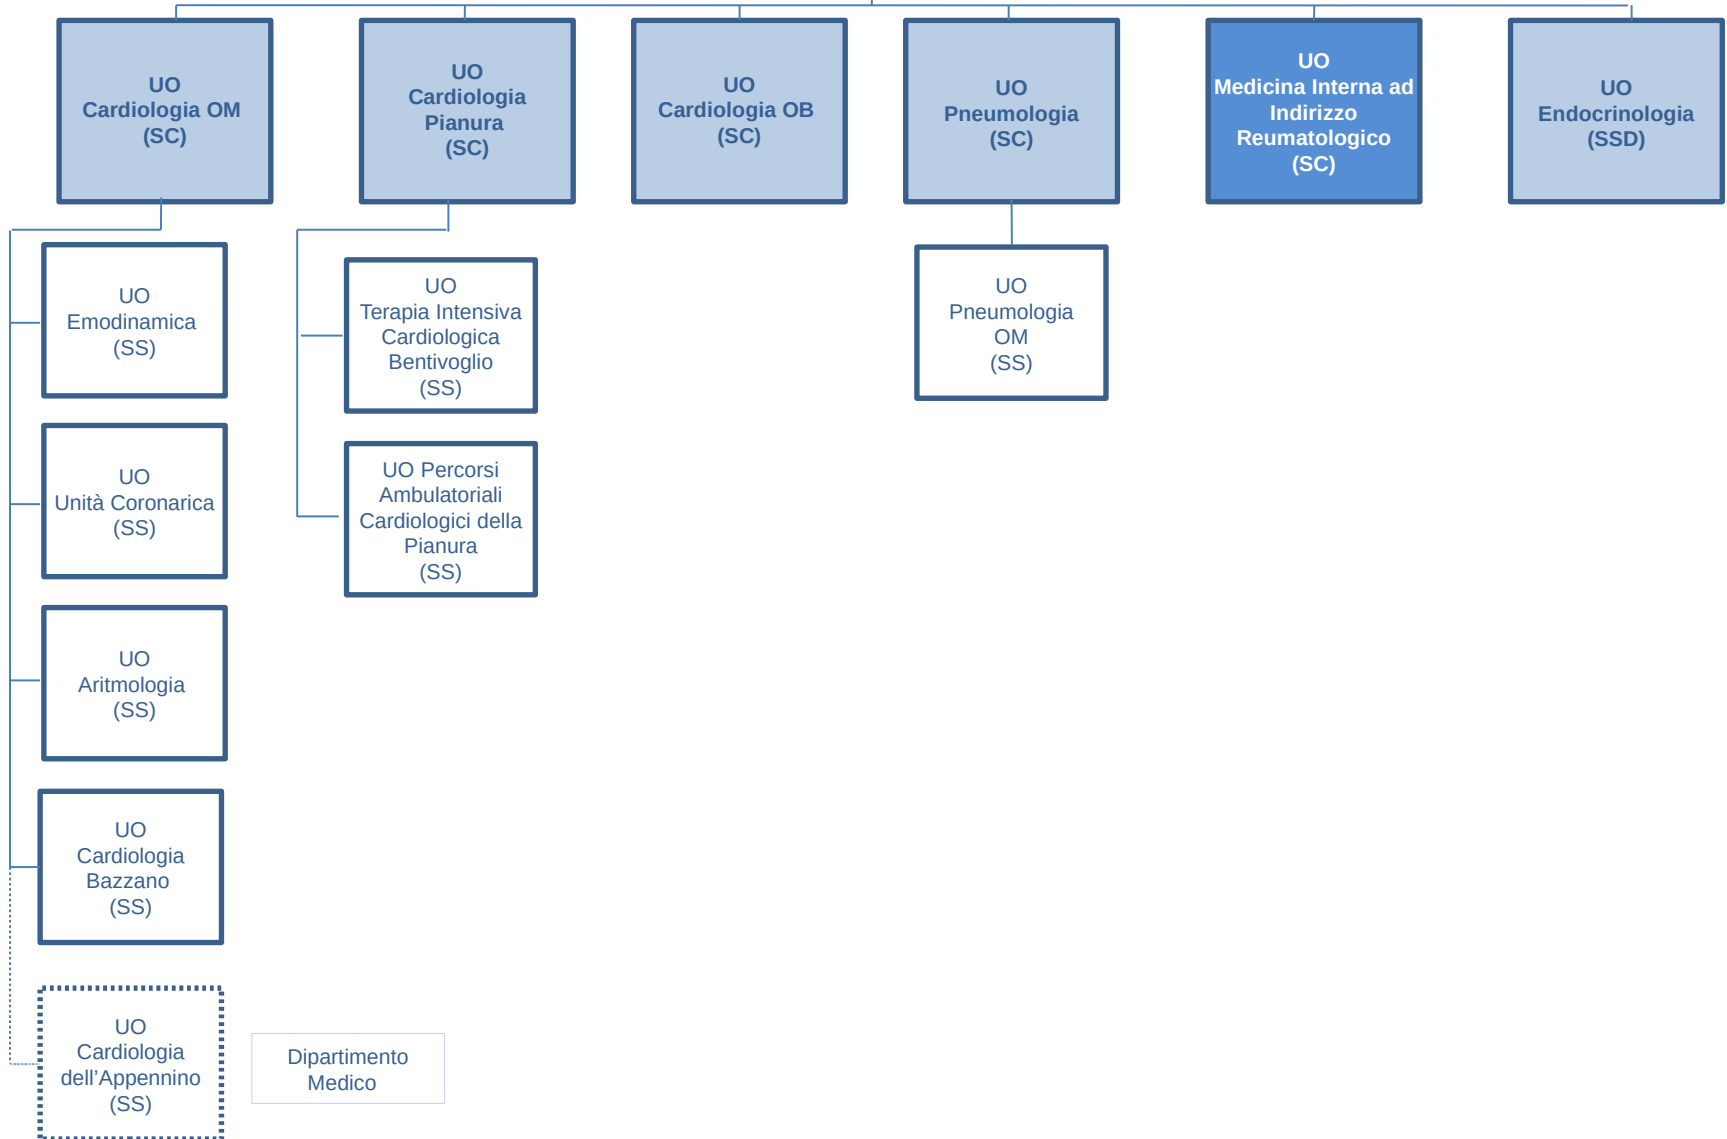 UO
Cardiologia OM
(SC)
UO
Cardiologia
Pianura
(SC)
UO
Cardiologia OB
(SC)
UO
Pneumologia
(SC)
UO
Medicina Interna ad
Indirizzo
Reumatologico
(SC)
UO
Endocrinologia
(SSD)
UO
Emodinamica
(SS)
UO
Terapia Intensiva
Cardiologica
Bentivoglio
(SS)
UO
Pneumologia
OM
(SS)
UO
Unità Coronarica
(SS)
UO Percorsi
Ambulatoriali
Cardiologici della
Pianura
(SS)
UO
Aritmologia
(SS)
UO
Cardiologia
Bazzano
(SS)
UO
Cardiologia
dell’Appennino
(SS)
Dipartimento
Medico